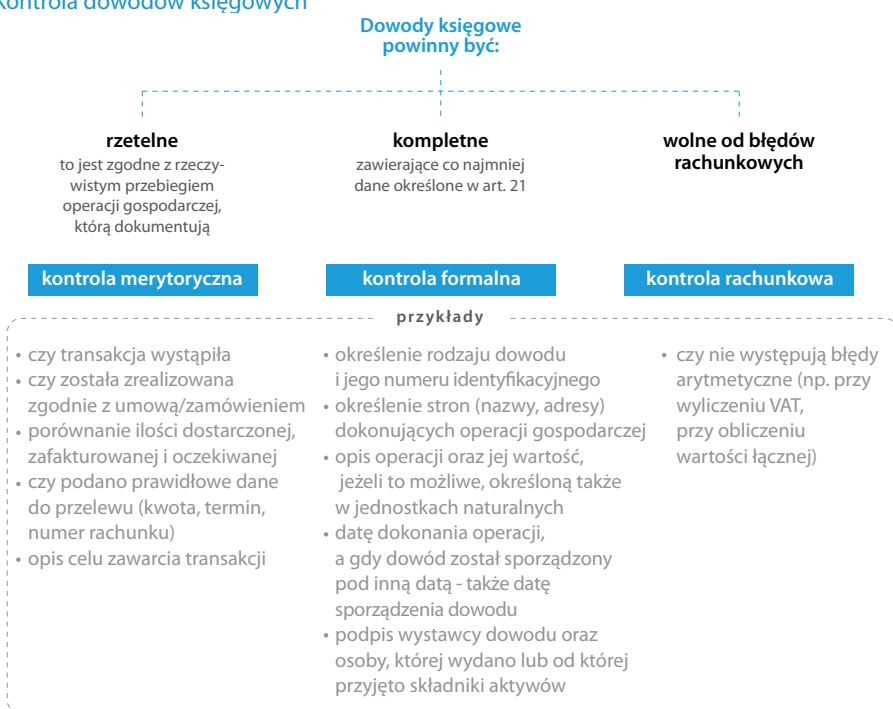 Kontrola dowodów księgowych
Dowody księgowe
powinny być:
rzetelne
to jest zgodne z rzeczy-
wistym przebiegiem
operacji gospodarczej,
którą dokumentują
kompletne
zawierające co najmniej
dane określone w art. 21
wolne od błędów
rachunkowych
kontrola merytoryczna
kontrola formalna
kontrola rachunkowa
przykłady
• czy transakcja wystąpiła
• czy została zrealizowana
zgodnie z umową/zamówieniem
• porównanie ilości dostarczonej,
zafakturowanej i oczekiwanej
• czy podano prawidłowe dane
do przelewu (kwota, termin,
numer rachunku)
• opis celu zawarcia transakcji
• określenie rodzaju dowodu
i jego numeru identyfikacyjnego
• określenie stron (nazwy, adresy)
dokonujących operacji gospodarczej
• opis operacji oraz jej wartość,
jeżeli to możliwe, określoną także
w jednostkach naturalnych
• datę dokonania operacji,
a gdy dowód został sporządzony
pod inną datą - także datę
sporządzenia dowodu
• podpis wystawcy dowodu oraz
osoby, której wydano lub od której
przyjęto składniki aktywów
• czy nie występują błędy
arytmetyczne (np. przy
wyliczeniu VAT,
przy obliczeniu
wartości łącznej)